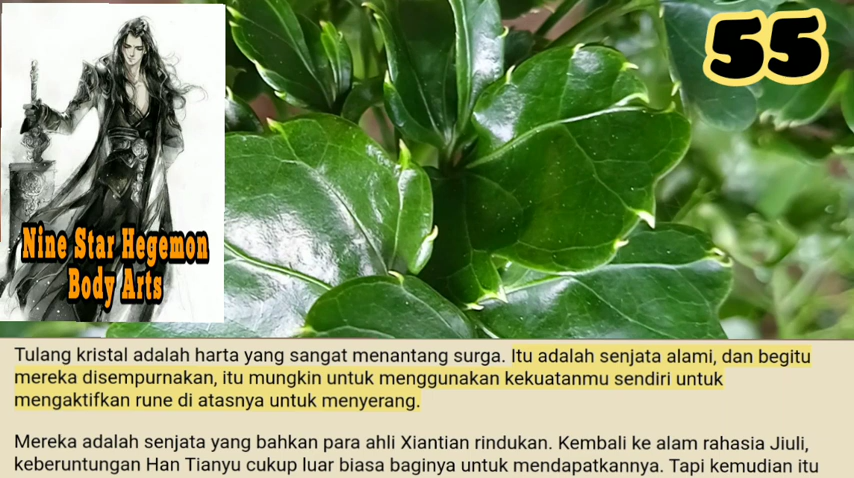 55
Nine Star Hegemon
Body Arts
Tulang kristal adalah harta yang sangat menantang surga. Itu adalah senjata alami, dan begitu
mereka disempurnakan, itu mungkin untuk menggunakan kekuatanmu sendiri untuk
mengaktifkan rune di atasnya untuk menyerang.
Mereka adalah senjata yang bahkan para ahli Xiantian rindukan. Kembali ke alam rahasia Jiuli,
keberuntungan Han Tianyu cukup luar biasa baginya untuk mendapatkannya. Tapi kemudian itu